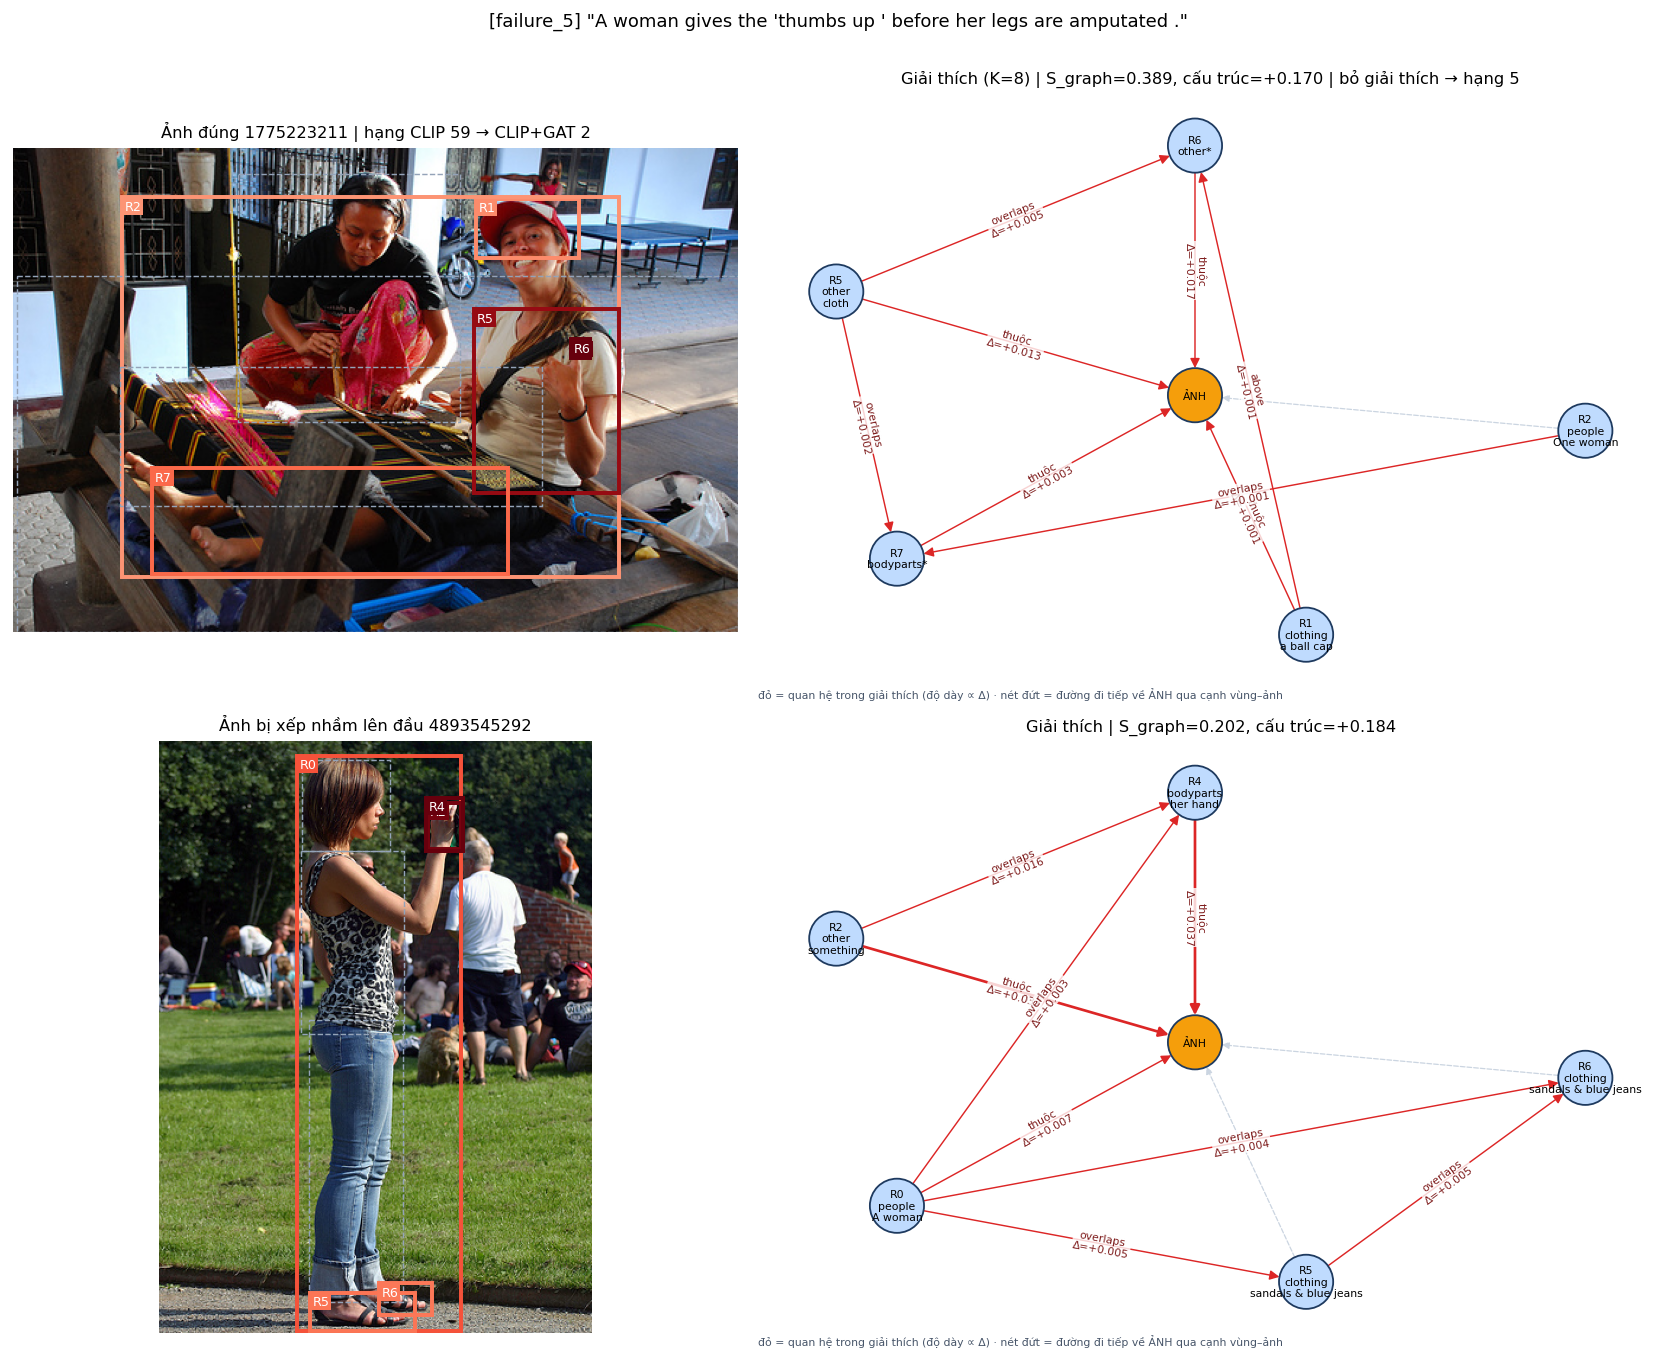 [failure_5] "A woman gives the 'thumbs up ' before her legs are amputated ."
Giải thích (K=8) | S_graph=0.389, cấu trúc=+0.170 | bỏ giải thích → hạng 5
Ảnh đúng 1775223211 | hạng CLIP 59 → CLIP+GAT 2
R2
R1
R5
R6
R7
R6
other*
overlaps
Δ=+0.005
thuộc
Δ=+0.017
R5
other
cloth
thuộc
Δ=+0.013
above
Δ=+0.001
ẢNH
overlaps
Δ=+0.002
R2
people
One woman
thuộc
Δ=+0.003
overlaps
Δ=+0.001
thuộc
+0.001
R7
bodyparts*
R1
clothing
a ball cap
đỏ = quan hệ trong giải thích (độ dày ∝ Δ) · nét đứt = đường đi tiếp về ẢNH qua cạnh vùng–ảnh
Ảnh bị xếp nhầm lên đầu 4893545292
Giải thích | S_graph=0.202, cấu trúc=+0.184
R0
R4
R5
R6
R4
bodyparts
her hand
overlaps
Δ=+0.016
thuộc
Δ=+0.037
R2
other
something
thuộc
overlaps
Δ=+0.003
ẢNH
R6
clothing
sandals & blue jeans
thuộc
Δ=+0.007
overlaps
Δ=+0.004
overlaps
Δ=+0.005
R0
people
A woman
overlaps
Δ=+0.005
R5
clothing
sandals & blue jeans
đỏ = quan hệ trong giải thích (độ dày ∝ Δ) · nét đứt = đường đi tiếp về ẢNH qua cạnh vùng–ảnh